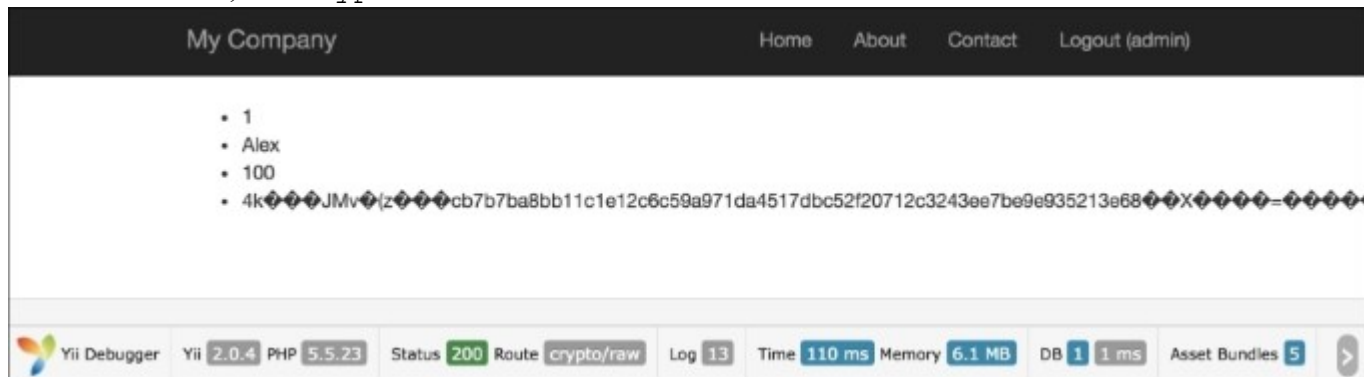 My Company Home About Contact Logout (admin)
• 1
• Alex
• 100
• 4k���JMv�{z���cb7b7ba8bb11c1e12c6c59a971da4517dbc52f20712c3243ee7be9e935213e68��X����=�����
Yii Debugger Yii 2.0.4 PHP 5.5.23 Status 200 Route crypto/raw Log 13 Time 110 ms Memory 6.1 MB DB 1 1 ms Asset Bundles 5 >